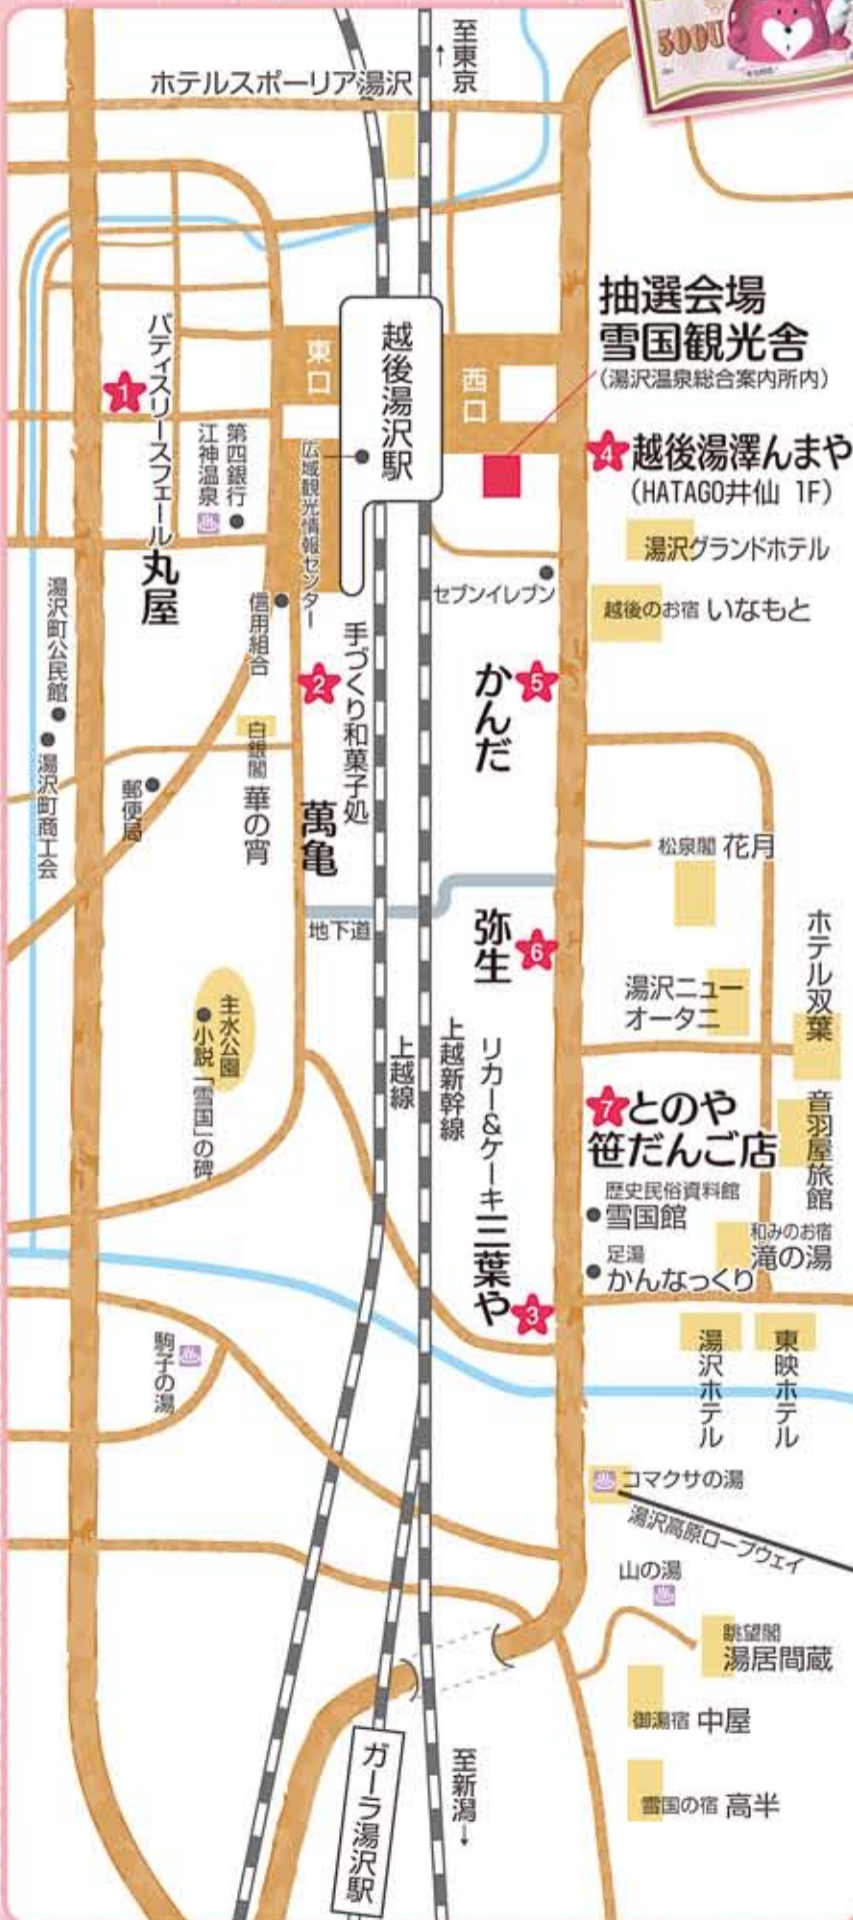 500U
至東京
↑
ホテルスポーリア湯沢
抽選会場
雪国観光舎
(湯沢温泉総合案内所内)
越後湯沢駅
東口
西口
1
パティスリースフェール丸屋
江神温泉
第四銀行
広域観光情報センター
4 越後湯澤んまや
(HATAGO井仙 1F)
湯沢グランドホテル
セブンイレブン
越後のお宿 いなもと
信用組合
湯沢町公民館
湯沢町商工会
2
手づくり和菓子処
萬亀
5
かんだ
白銀閣 華の宵
郵便局
松泉閣 花月
地下道
6
弥生
ホテル双葉
湯沢ニュー
オータニ
主水公園
小説「雪国」の碑
上越線
上越新幹線
リカー&ケーキ三葉や
3
7 とのや
笹だんご店
音羽屋旅館
歴史民俗資料館
雪国館
和みのお宿
滝の湯
足湯
かんなっくり
駒子の湯
湯沢ホテル
東映ホテル
コマクサの湯
湯沢高原ロープウェイ
山の湯
眺望閣
湯居間蔵
御湯宿 中屋
ガーラ湯沢駅
至新潟→
雪国の宿 高半